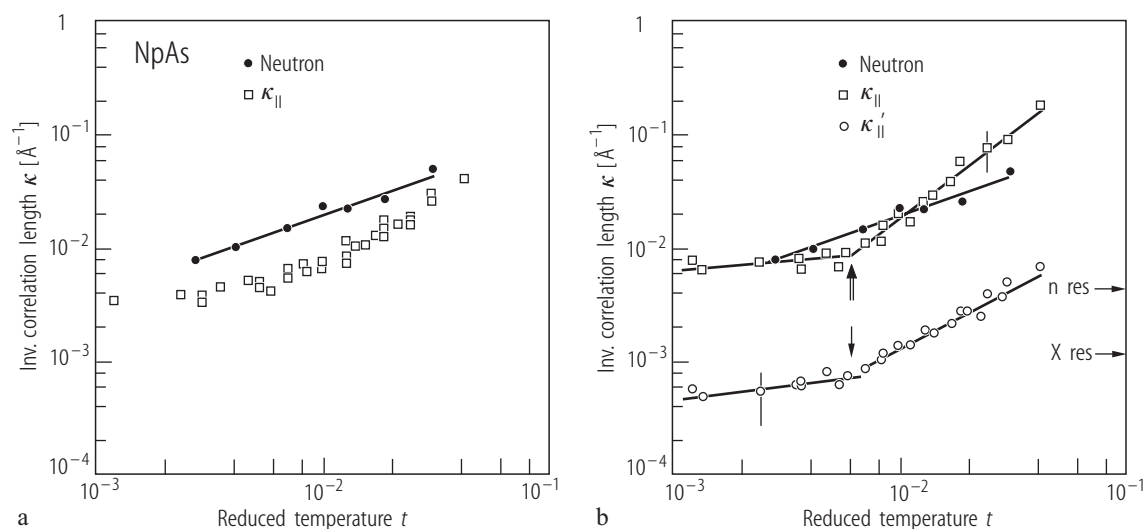 NpAs
Neutron
κ||
Inv. correlation length κ [Å⁻¹]
1
10⁻¹
10⁻²
10⁻³
10⁻⁴
10⁻³
10⁻²
10⁻¹
Reduced temperature t
a
Neutron
κ||
κ||′
Inv. correlation length κ [Å⁻¹]
1
10⁻¹
10⁻²
10⁻³
10⁻⁴
n res
X res
10⁻³
10⁻²
10⁻¹
Reduced temperature t
b